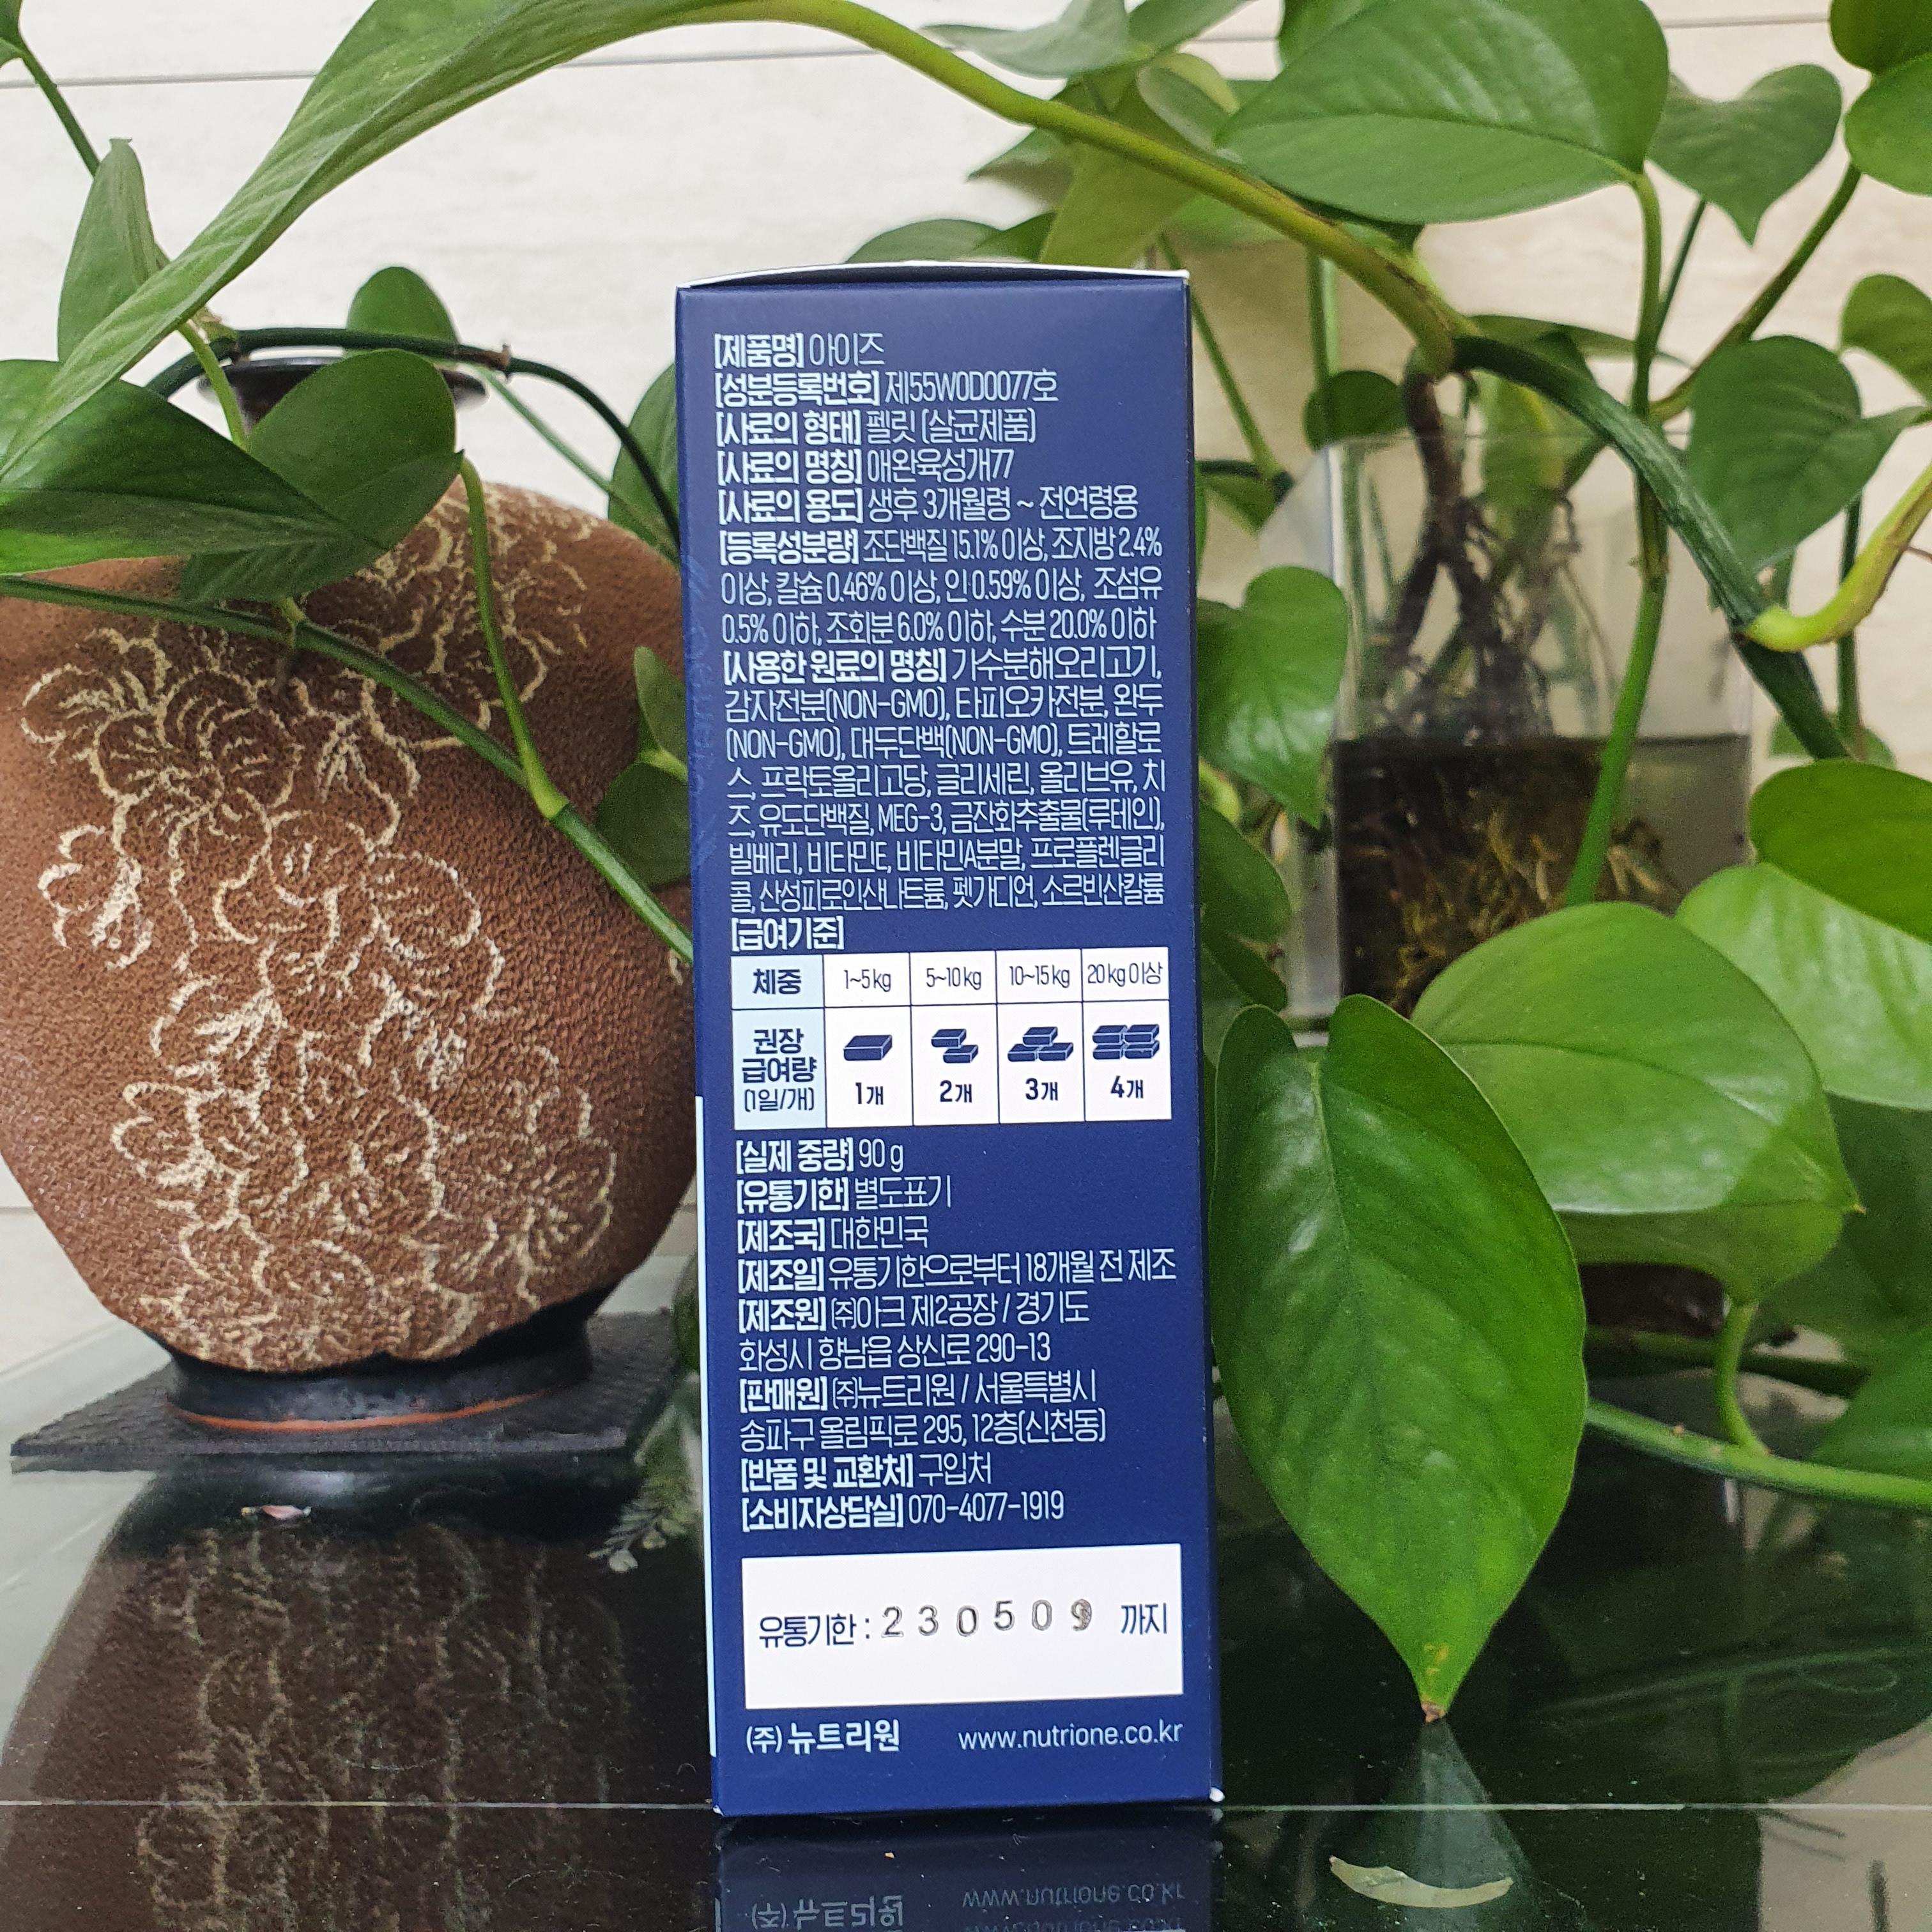 [제품명] 아이즈
[성분등록번호] 제55W0D0077호
[사료의 형태] 펠릿 (살균제품)
[사료의 명칭] 애완육성개77
[사료의 용도] 생후 3개월령 ~ 전연령용
[등록성분량] 조단백질 15.1% 이상, 조지방 2.4%
이상, 칼슘 0.46% 이상, 인 0.59% 이상, 조섬유
0.5% 이하, 조회분 6.0% 이하, 수분 20.0% 이하
[사용한 원료의 명칭] 가수분해오리고기,
감자전분(NON-GMO), 타피오카전분, 완두
(NON-GMO), 대두단백(NON-GMO), 트레할로
스, 프락토올리고당, 글리세린, 올리브유, 치
즈, 유도단백질, MEG-3, 금잔화추출물(루테인),
빌베리, 비타민E, 비타민A분말, 프로플렌글리
콜, 산성피로인산나트륨, 펫가디언, 소르빈산칼륨
[급여기준]
체중 1~5kg 5~10kg 10~15kg 20kg 이상
권장
급여량
(1일/개) 1개 2개 3개 4개
[실제 중량] 90 g
[유통기한] 별도표기
[제조국] 대한민국
[제조일] 유통기한으로부터 18개월 전 제조
[제조원] ㈜아크 제2공장 / 경기도
화성시 향남읍 상신로 290-13
[판매원] ㈜뉴트리원 / 서울특별시
송파구 올림픽로 295, 12층(신천동)
[반품 및 교환처] 구입처
[소비자상담실] 070-4077-1919
유통기한 : 230509 까지
(주) 뉴트리원 www.nutrione.co.kr